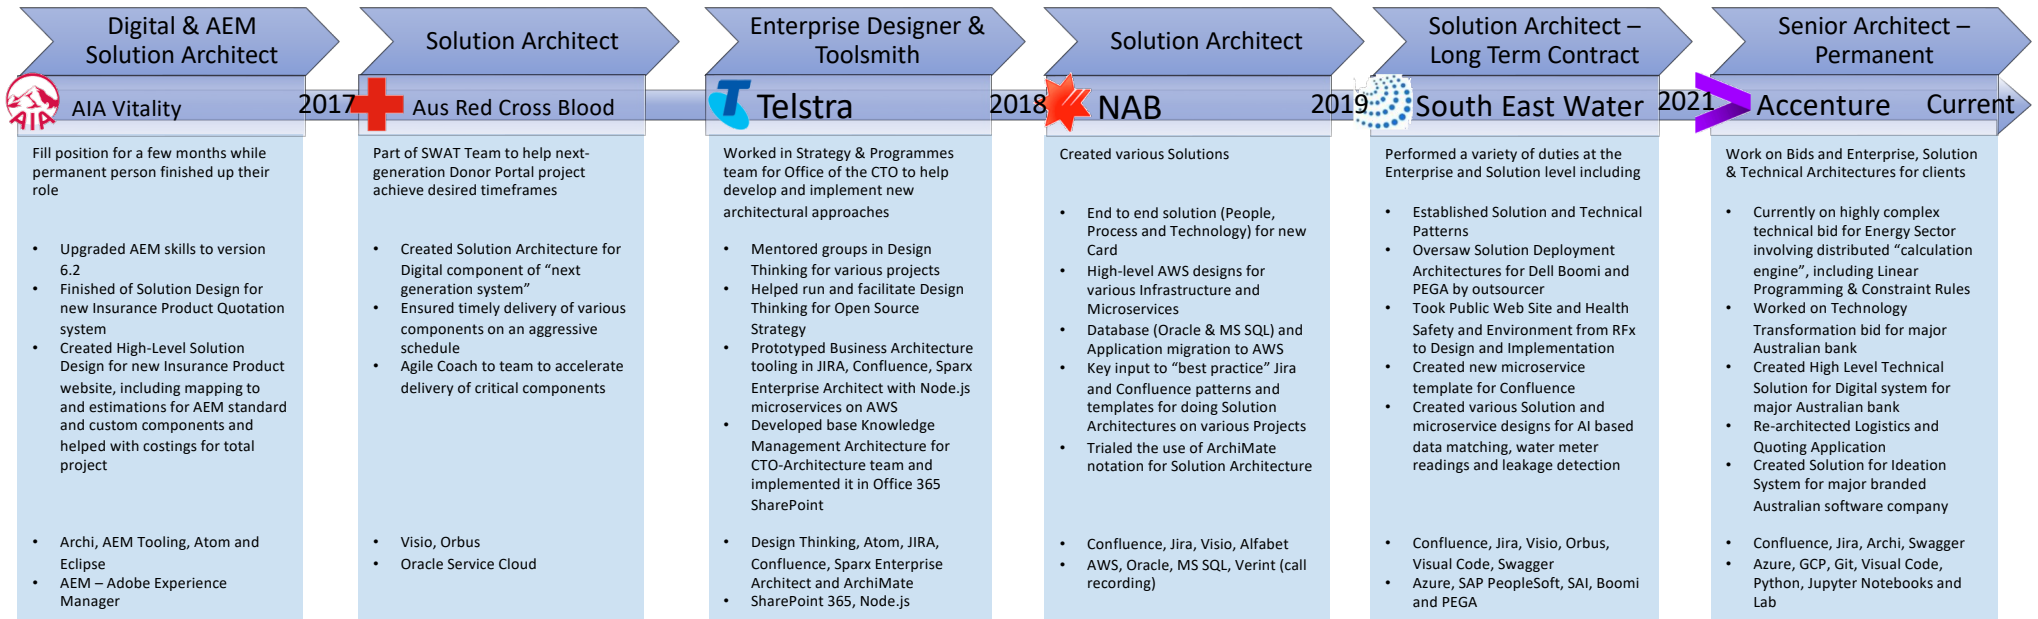 Digital & AEM
Solution Architect
AIA Vitality
2017
Fill position for a few months while
permanent person finished up their
role
• Upgraded AEM skills to version
6.2
• Finished of Solution Design for
new Insurance Product Quotation
system
• Created High-Level Solution
Design for new Insurance Product
website, including mapping to
and estimations for AEM standard
and custom components and
helped with costings for total
project
• Archi, AEM Tooling, Atom and
Eclipse
• AEM – Adobe Experience
Manager
Solution Architect
Aus Red Cross Blood
Part of SWAT Team to help next-
generation Donor Portal project
achieve desired timeframes
• Created Solution Architecture for
Digital component of “next
generation system”
• Ensured timely delivery of various
components on an aggressive
schedule
• Agile Coach to team to accelerate
delivery of critical components
• Visio, Orbus
• Oracle Service Cloud
Enterprise Designer &
Toolsmith
Telstra
2018
Worked in Strategy & Programmes
team for Office of the CTO to help
develop and implement new
architectural approaches
• Mentored groups in Design
Thinking for various projects
• Helped run and facilitate Design
Thinking for Open Source
Strategy
• Prototyped Business Architecture
tooling in JIRA, Confluence, Sparx
Enterprise Architect with Node.js
microservices on AWS
• Developed base Knowledge
Management Architecture for
CTO-Architecture team and
implemented it in Office 365
SharePoint
• Design Thinking, Atom, JIRA,
Confluence, Sparx Enterprise
Architect and ArchiMate
• SharePoint 365, Node.js
Solution Architect
NAB
2019
Created various Solutions
• End to end solution (People,
Process and Technology) for new
Card
• High-level AWS designs for
various Infrastructure and
Microservices
• Database (Oracle & MS SQL) and
Application migration to AWS
• Key input to “best practice” Jira
and Confluence patterns and
templates for doing Solution
Architectures on various Projects
• Trialed the use of ArchiMate
notation for Solution Architecture
• Confluence, Jira, Visio, Alfabet
• AWS, Oracle, MS SQL, Verint (call
recording)
Solution Architect –
Long Term Contract
South East Water
2021
Performed a variety of duties at the
Enterprise and Solution level including
• Established Solution and Technical
Patterns
• Oversaw Solution Deployment
Architectures for Dell Boomi and
PEGA by outsourcer
• Took Public Web Site and Health
Safety and Environment from RFx
to Design and Implementation
• Created new microservice
template for Confluence
• Created various Solution and
microservice designs for AI based
data matching, water meter
readings and leakage detection
• Confluence, Jira, Visio, Orbus,
Visual Code, Swagger
• Azure, SAP PeopleSoft, SAI, Boomi
and PEGA
Senior Architect –
Permanent
Accenture
Current
Work on Bids and Enterprise, Solution
& Technical Architectures for clients
• Currently on highly complex
technical bid for Energy Sector
involving distributed “calculation
engine”, including Linear
Programming & Constraint Rules
• Worked on Technology
Transformation bid for major
Australian bank
• Created High Level Technical
Solution for Digital system for
major Australian bank
• Re-architected Logistics and
Quoting Application
• Created Solution for Ideation
System for major branded
Australian software company
• Confluence, Jira, Archi, Swagger
• Azure, GCP, Git, Visual Code,
Python, Jupyter Notebooks and
Lab
AIA
T